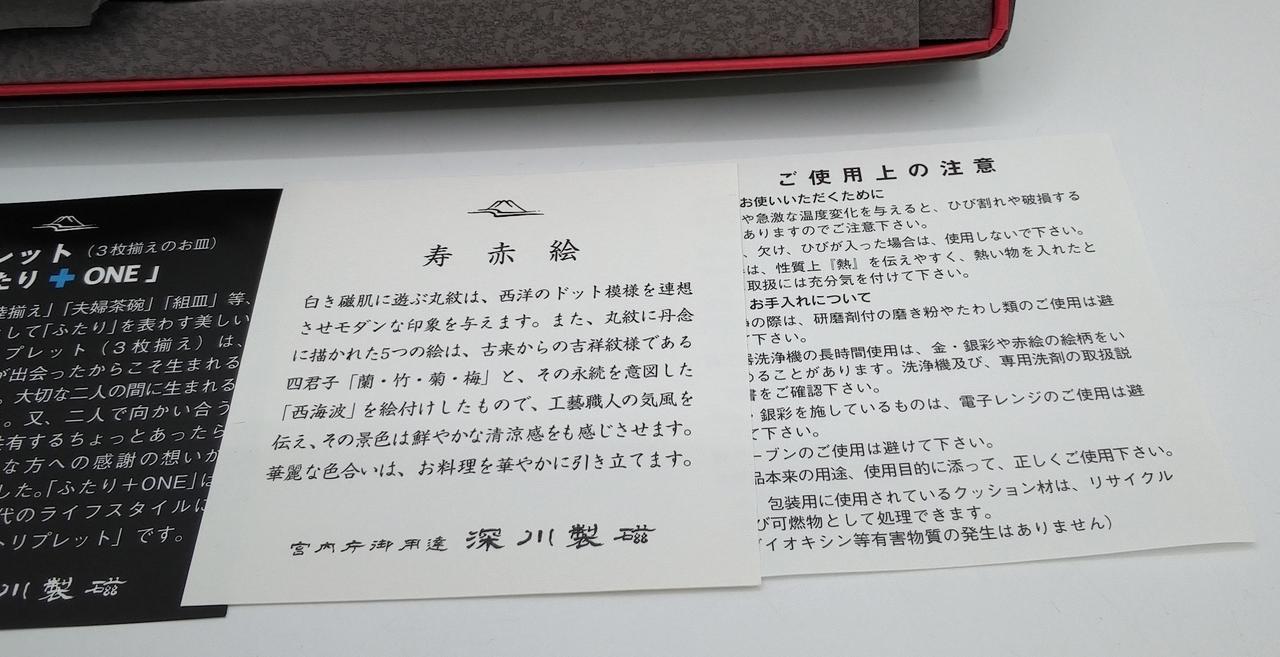 レット（3枚揃えのお皿）
たり＋ONE」
揃え」「夫婦茶碗」「組皿」等、
して「ふたり」を表わす美しい
プレット（3枚揃え）は、
が出会ったからこそ生まれる
。大切な二人の間に生まれる
。又、二人で向かい合う
共有するちょっとあったら
な方への感謝の想いが
した。「ふたり＋ONE」は
代のライフスタイルに
トリプレット」です。
川製磁
寿赤絵
白き磁肌に遊ぶ丸紋は、西洋のドット模様を連想
させモダンな印象を与えます。また、丸紋に丹念
に描かれた5つの絵は、古来からの吉祥紋様である
四君子「蘭・竹・菊・梅」と、その永続を意図した
「西海波」を絵付けしたもので、工藝職人の気風を
伝え、その景色は鮮やかな清涼感をも感じさせます。
華麗な色合いは、お料理を華やかに引き立てます。
宮内庁御用達 深川製磁
ご使用上の注意
お使いいただくために
や急激な温度変化を与えると、ひび割れや破損する
ありますのでご注意下さい。
、欠け、ひびが入った場合は、使用しないで下さい。
は、性質上『熱』を伝えやすく、熱い物を入れたと
取扱には充分気を付けて下さい。
お手入れについて
の際は、研磨剤付の磨き粉やたわし類のご使用は避
て下さい。
器洗浄機の長時間使用は、金・銀彩や赤絵の絵柄をい
めることがあります。洗浄機及び、専用洗剤の取扱説
書をご確認下さい。
・銀彩を施しているものは、電子レンジのご使用は避
て下さい。
ーブンのご使用は避けて下さい。
品本来の用途、使用目的に添って、正しくご使用下さい。
包装用に使用されているクッション材は、リサイクル
び可燃物として処理できます。
イオキシン等有害物質の発生はありません）